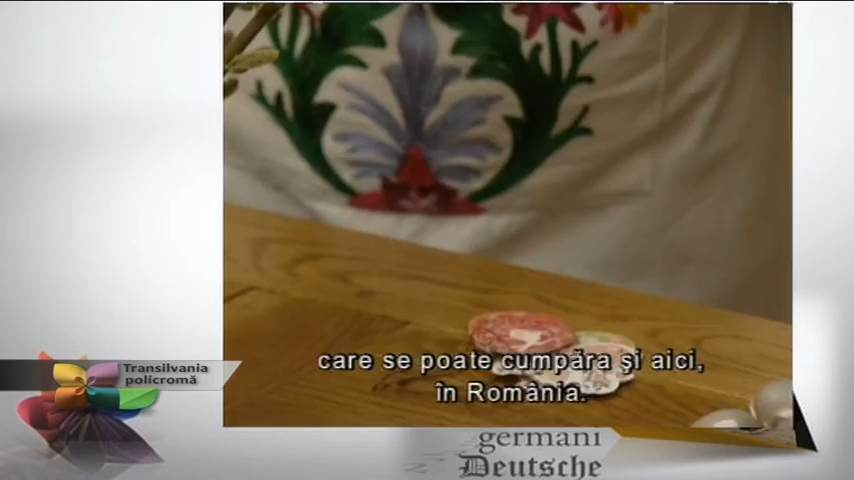 care se poate cumpăra şi aici,
în România.
Transilvania
policromă
germani
Deutsche